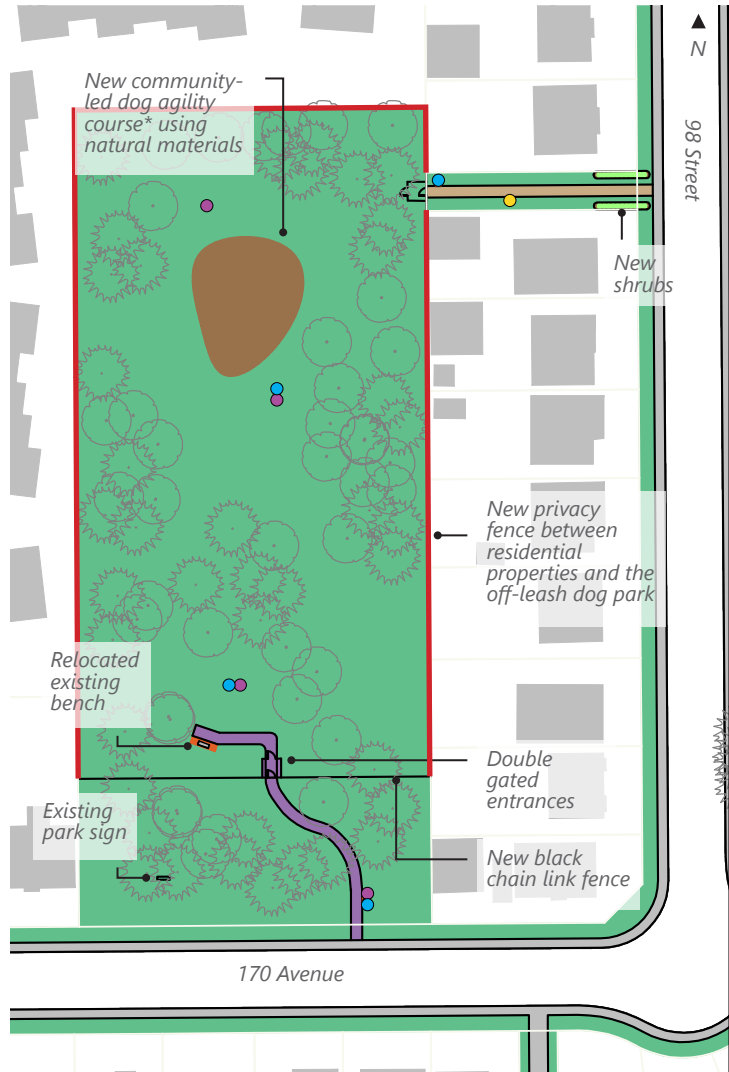 New community-
led dog agility
course* using
natural materials
N
98 Street
New
shrubs
New privacy
fence between
residential
properties and the
off-leash dog park
Relocated
existing
bench
Double
gated
entrances
Existing
park sign
New black
chain link fence
170 Avenue